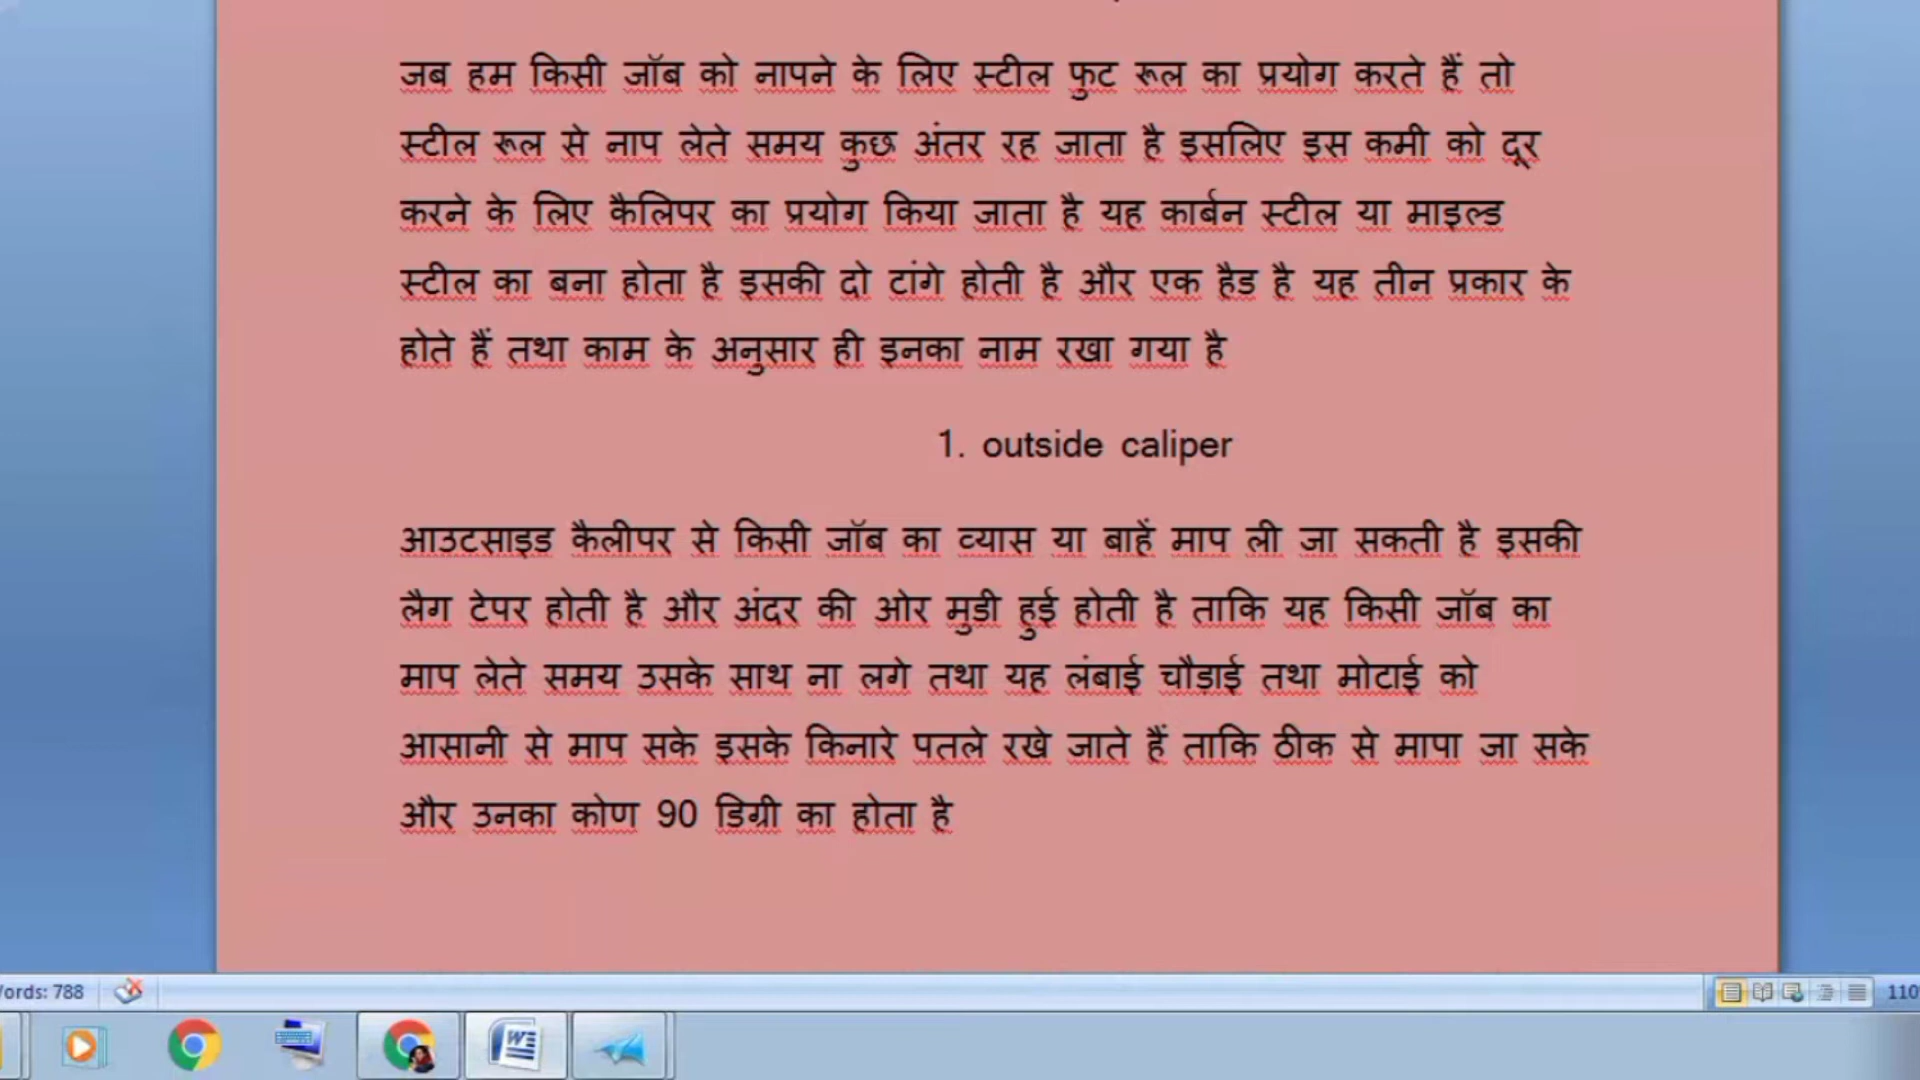 जब हम किसी जॉब को नापने के लिए स्टील फुट रूल का प्रयोग करते हैं तो
स्टील रूल से नाप लेते समय कुछ अंतर रह जाता है इसलिए इस कमी को दूर
करने के लिए कैलिपर का प्रयोग किया जाता है यह कार्बन स्टील या माइल्ड
स्टील का बना होता है इसकी दो टांगे होती है और एक हैड है यह तीन प्रकार के
होते हैं तथा काम के अनुसार ही इनका नाम रखा गया है
1. outside caliper
आउटसाइड कैलीपर से किसी जॉब का व्यास या बाहें माप ली जा सकती है इसकी
लैग टेपर होती है और अंदर की ओर मुडी हुई होती है ताकि यह किसी जॉब का
माप लेते समय उसके साथ ना लगे तथा यह लंबाई चौड़ाई तथा मोटाई को
आसानी से माप सके इसके किनारे पतले रखे जाते हैं ताकि ठीक से मापा जा सके
और उनका कोण 90 डिग्री का होता है
Words: 788
110